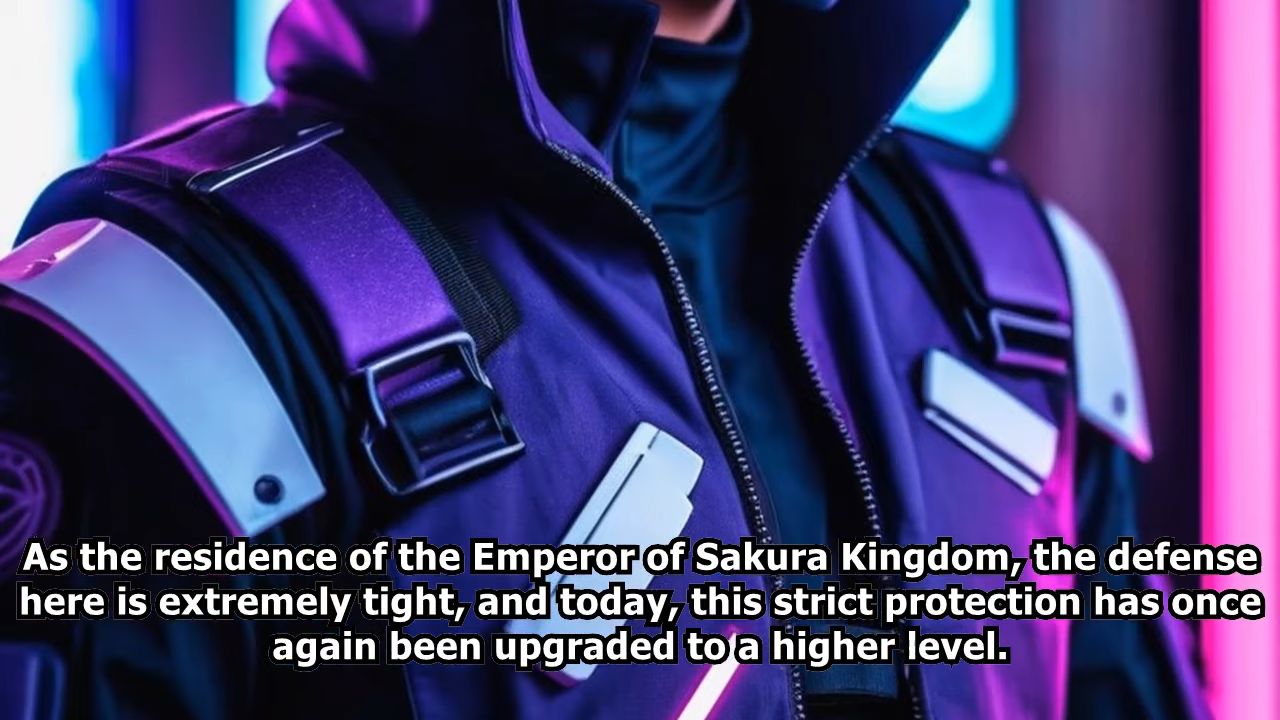 As the residence of the Emperor of Sakura Kingdom, the defense
here is extremely tight, and today, this strict protection has once
again been upgraded to a higher level.